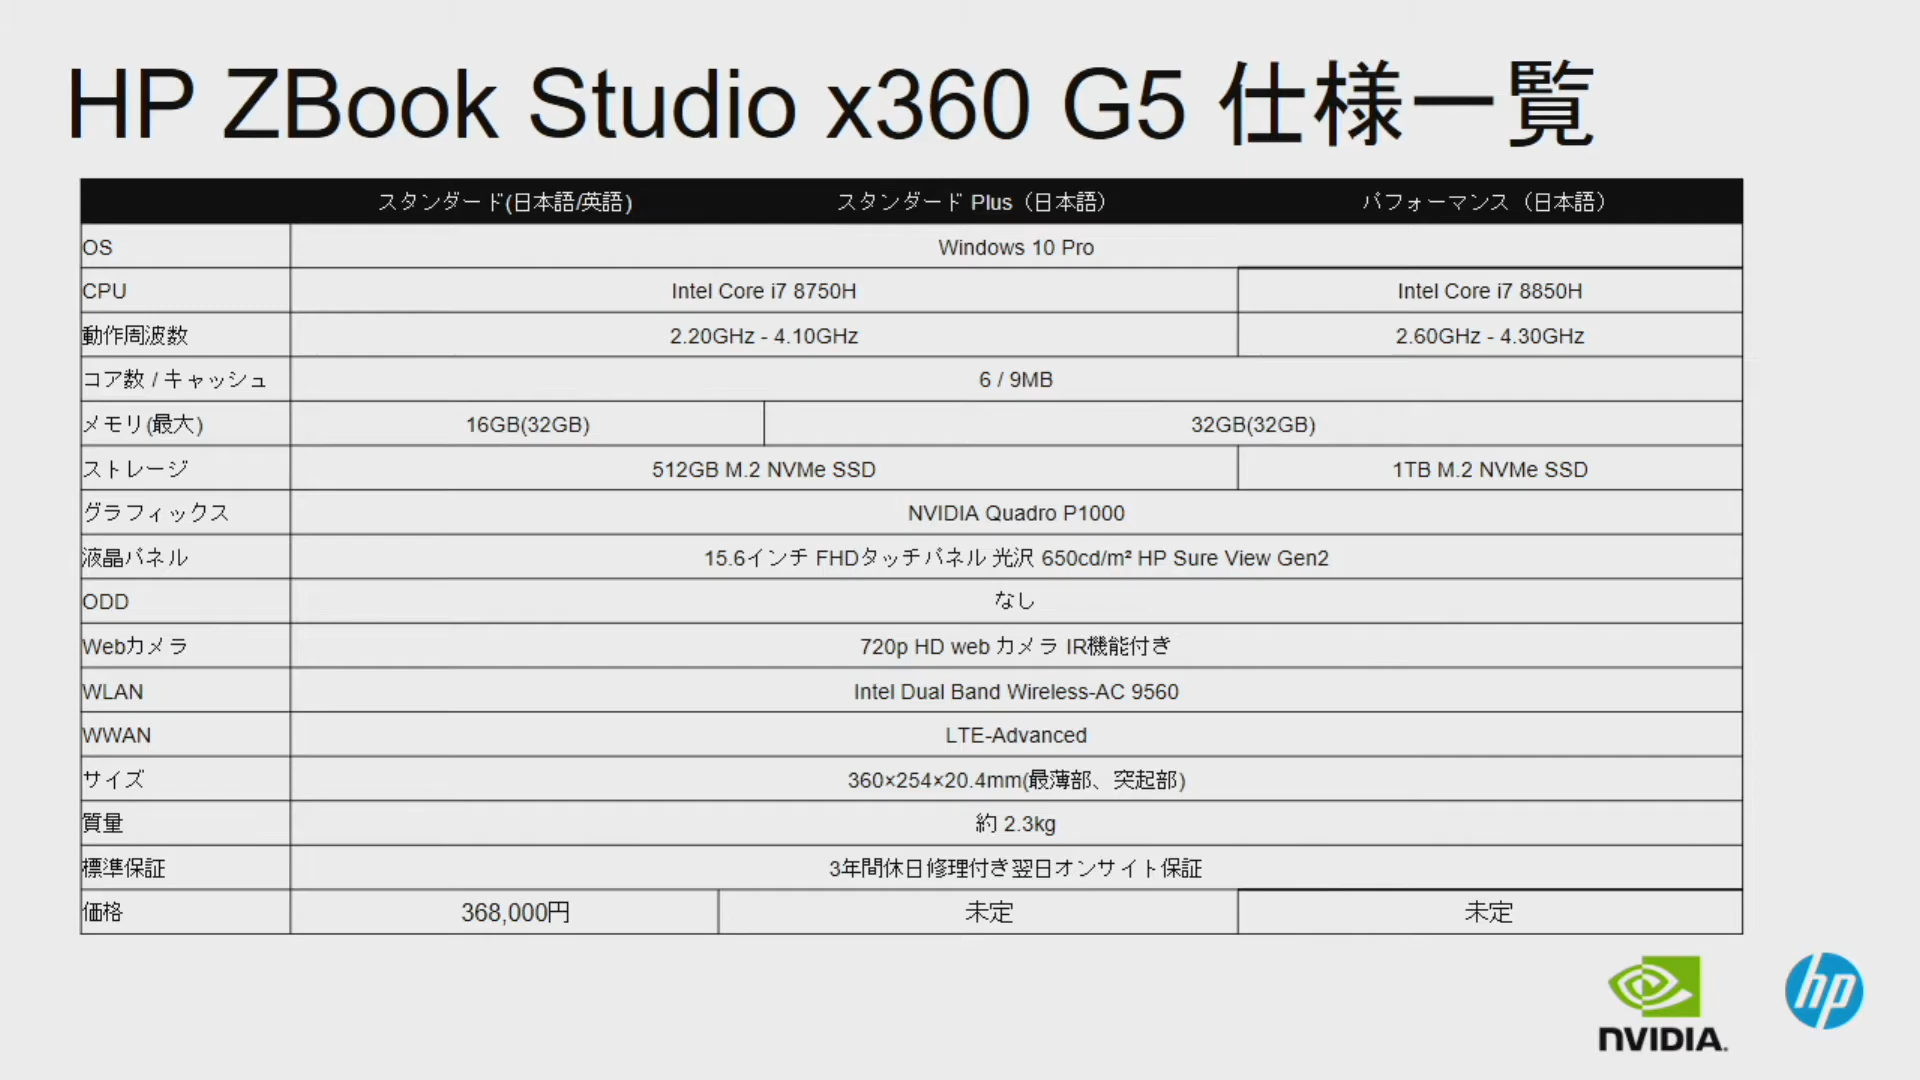 HP ZBook Studio x360 G5 仕様一覧
スタンダード(日本語/英語) スタンダード Plus（日本語） パフォーマンス（日本語）
OS Windows 10 Pro
CPU Intel Core i7 8750H Intel Core i7 8850H
動作周波数 2.20GHz - 4.10GHz 2.60GHz - 4.30GHz
コア数 / キャッシュ 6 / 9MB
メモリ(最大) 16GB(32GB) 32GB(32GB)
ストレージ 512GB M.2 NVMe SSD 1TB M.2 NVMe SSD
グラフィックス NVIDIA Quadro P1000
液晶パネル 15.6インチ FHDタッチパネル 光沢 650cd/m² HP Sure View Gen2
ODD なし
Webカメラ 720p HD web カメラ IR機能付き
WLAN Intel Dual Band Wireless-AC 9560
WWAN LTE-Advanced
サイズ 360×254×20.4mm(最薄部、突起部)
質量 約 2.3kg
標準保証 3年間休日修理付き翌日オンサイト保証
価格 368,000円 未定 未定
NVIDIA.
hp